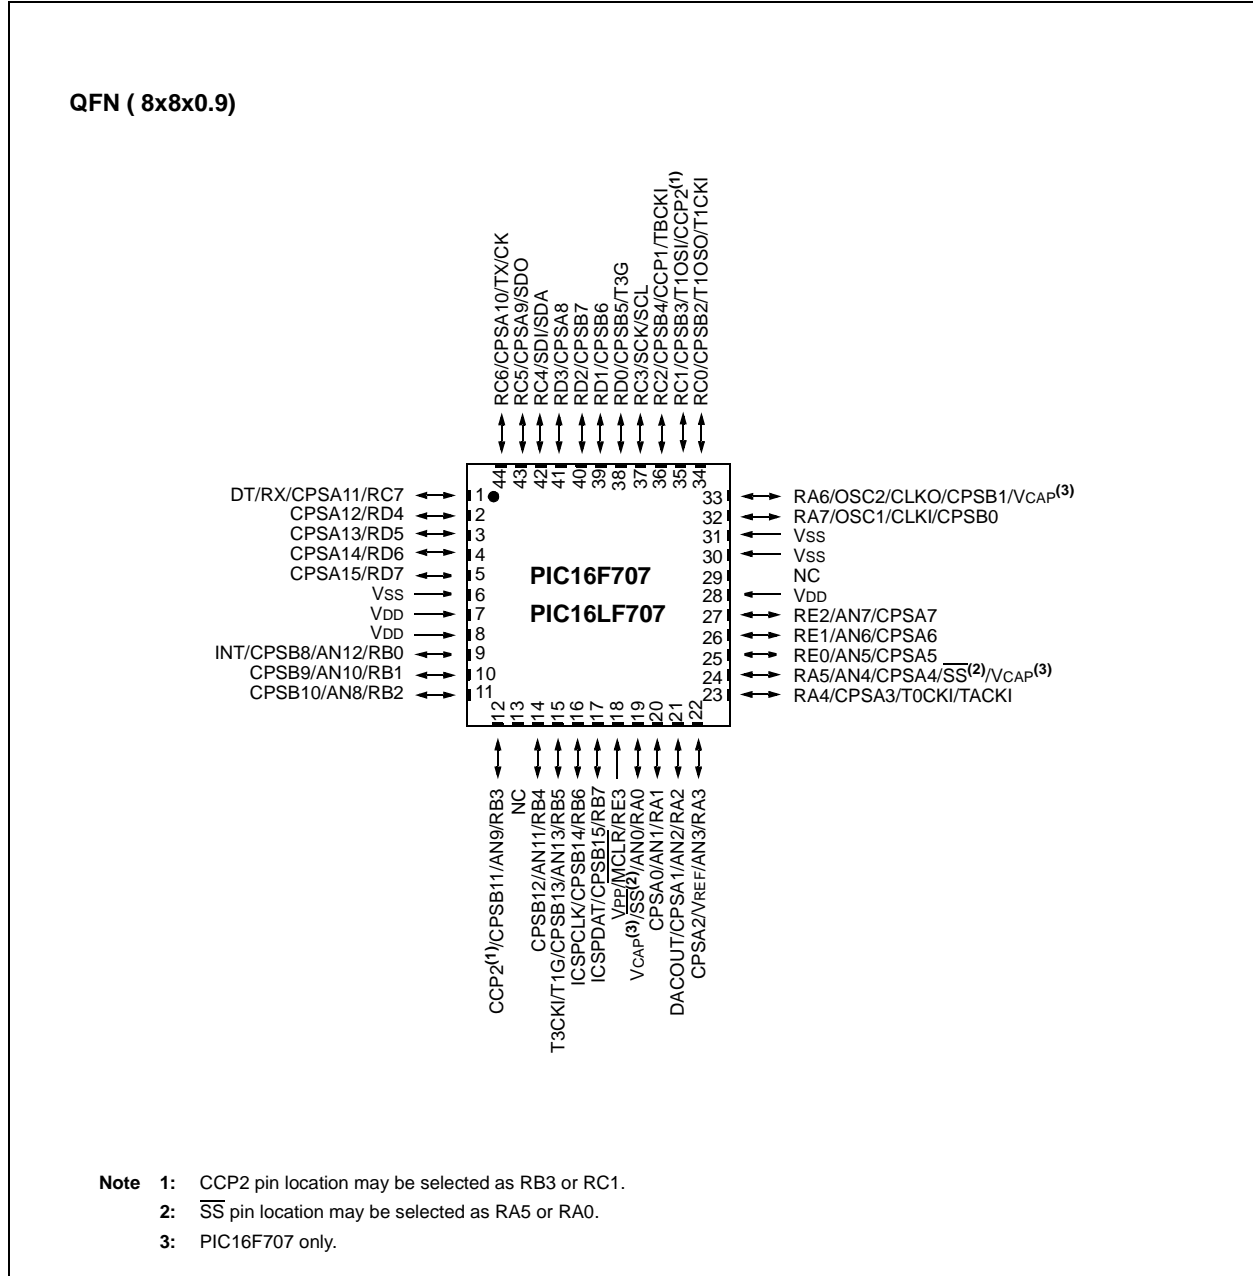 QFN ( 8x8x0.9)
RC6/CPSA10/TX/CK
RC5/CPSA9/SDO
RC4/SDI/SDA
RD3/CPSA8
RD2/CPSB7
RD1/CPSB6
RD0/CPSB5/T3G
RC3/SCK/SCL
RC2/CPSB4/CCP1/TBCKI
RC1/CPSB3/T1OSI/CCP2(1)
RC0/CPSB2/T1OSO/T1CKI
44
43
42
41
40
39
38
37
36
35
34
DT/RX/CPSA11/RC7 1
CPSA12/RD4 2
CPSA13/RD5 3
CPSA14/RD6 4
CPSA15/RD7 5
VSS 6
VDD 7
VDD 8
INT/CPSB8/AN12/RB0 9
CPSB9/AN10/RB1 10
CPSB10/AN8/RB2 11
PIC16F707
PIC16LF707
33 RA6/OSC2/CLKO/CPSB1/VCAP(3)
32 RA7/OSC1/CLKI/CPSB0
31 VSS
30 VSS
29 NC
28 VDD
27 RE2/AN7/CPSA7
26 RE1/AN6/CPSA6
25 RE0/AN5/CPSA5
24 RA5/AN4/CPSA4/SS(2)/VCAP(3)
23 RA4/CPSA3/T0CKI/TACKI
12
13
14
15
16
17
18
19
20
21
22
CCP2(1)/CPSB11/AN9/RB3
NC
CPSB12/AN11/RB4
T3CKI/T1G/CPSB13/AN13/RB5
ICSPCLK/CPSB14/RB6
ICSPDAT/CPSB15/RB7
VPP/MCLR/RE3
VCAP(3)/SS(2)/AN0/RA0
CPSA0/AN1/RA1
DACOUT/CPSA1/AN2/RA2
CPSA2/VREF/AN3/RA3
Note 1: CCP2 pin location may be selected as RB3 or RC1.
2: SS pin location may be selected as RA5 or RA0.
3: PIC16F707 only.